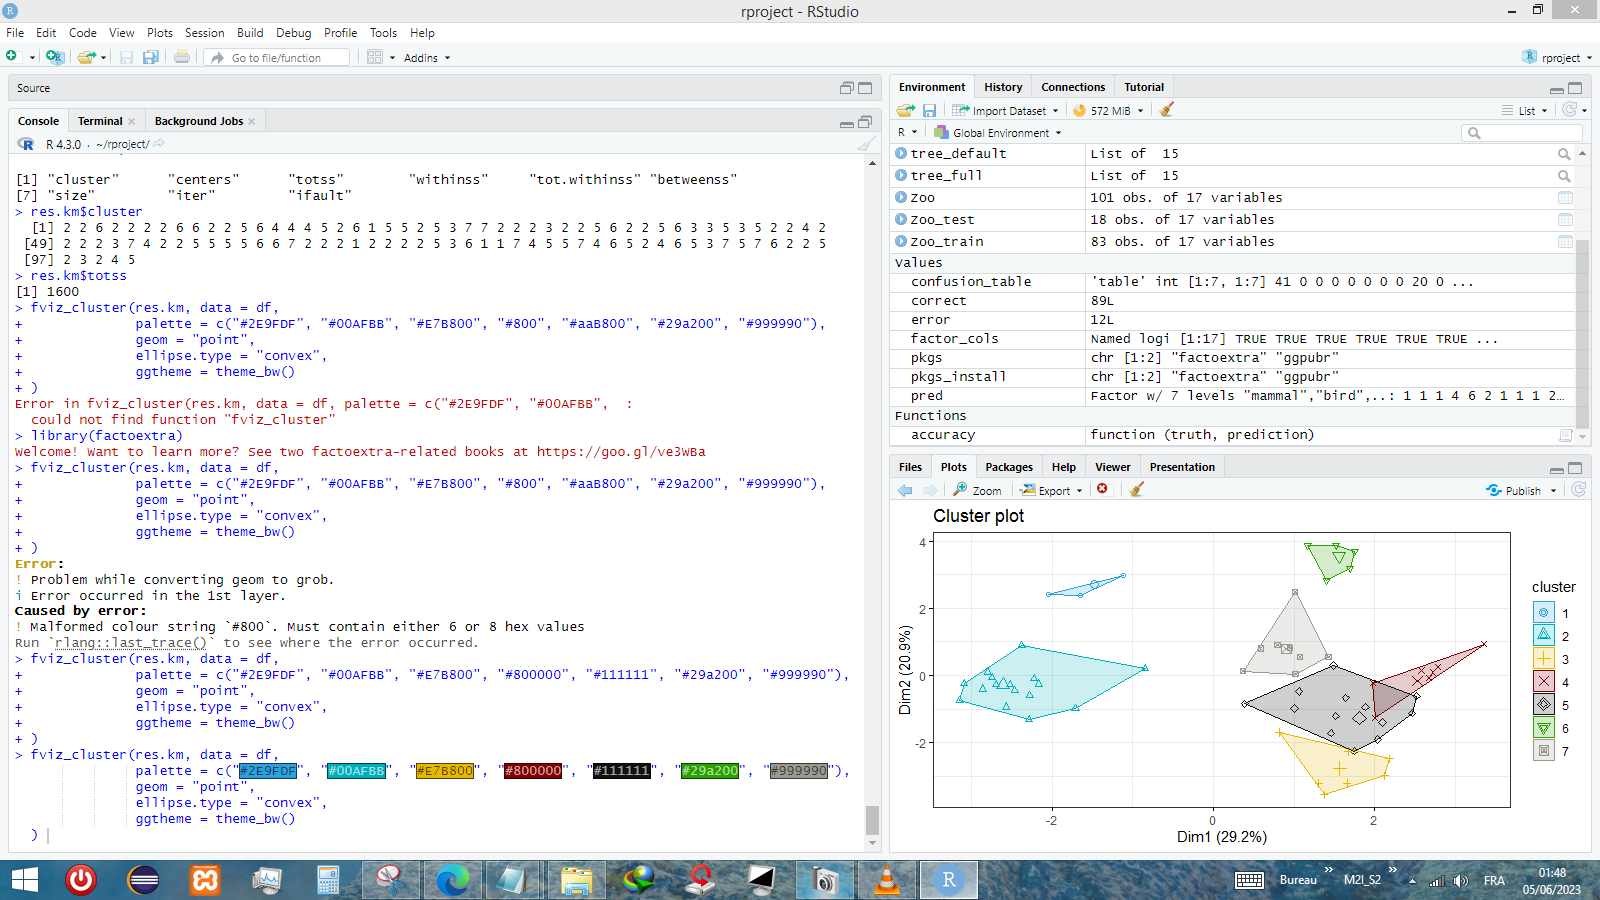 rproject - RStudio
File Edit Code View Plots Session Build Debug Profile Tools Help
Go to file/function
Addins
rproject
Source
Console Terminal Background Jobs
R 4.3.0 · ~/rproject/
[1] "cluster" "centers" "totss" "withinss" "tot.withinss" "betweenss"
[7] "size" "iter" "ifault"
> res.km$cluster
[1] 2 2 6 2 2 2 2 6 6 2 2 5 6 4 4 4 5 2 6 1 5 5 2 5 3 7 7 2 2 2 3 2 2 5 6 2 2 5 6 3 3 5 3 5 2 2 4 2
[49] 2 2 2 3 7 4 2 2 5 5 5 5 6 6 7 2 2 2 1 2 2 2 2 5 3 6 1 1 7 4 5 5 7 4 6 5 2 4 6 5 3 7 5 7 6 2 2 5
[97] 2 3 2 4 5
> res.km$totss
[1] 1600
> fviz_cluster(res.km, data = df,
+ palette = c("#2E9FDF", "#00AFBB", "#E7B800", "#800", "#aaB800", "#29a200", "#999990"),
+ geom = "point",
+ ellipse.type = "convex",
+ ggtheme = theme_bw()
+ )
Error in fviz_cluster(res.km, data = df, palette = c("#2E9FDF", "#00AFBB", :
could not find function "fviz_cluster"
> library(factoextra)
Welcome! Want to learn more? See two factoextra-related books at https://goo.gl/ve3WBa
> fviz_cluster(res.km, data = df,
+ palette = c("#2E9FDF", "#00AFBB", "#E7B800", "#800", "#aaB800", "#29a200", "#999990"),
+ geom = "point",
+ ellipse.type = "convex",
+ ggtheme = theme_bw()
+ )
Error:
! Problem while converting geom to grob.
i Error occurred in the 1st layer.
Caused by error:
! Malformed colour string `#800`. Must contain either 6 or 8 hex values
Run `rlang::last_trace()` to see where the error occurred.
> fviz_cluster(res.km, data = df,
+ palette = c("#2E9FDF", "#00AFBB", "#E7B800", "#800000", "#111111", "#29a200", "#999990"),
+ geom = "point",
+ ellipse.type = "convex",
+ ggtheme = theme_bw()
+ )
> fviz_cluster(res.km, data = df,
palette = c("#2E9FDF", "#00AFBB", "#E7B800", "#800000", "#111111", "#29a200", "#999990"),
geom = "point",
ellipse.type = "convex",
ggtheme = theme_bw()
)
Environment History Connections Tutorial
Import Dataset 572 MiB List
R Global Environment
tree_default List of 15
tree_full List of 15
Zoo 101 obs. of 17 variables
Zoo_test 18 obs. of 17 variables
Zoo_train 83 obs. of 17 variables
Values
confusion_table 'table' int [1:7, 1:7] 41 0 0 0 0 0 0 0 20 0 ...
correct 89L
error 12L
factor_cols Named logi [1:17] TRUE TRUE TRUE TRUE TRUE TRUE ...
pkgs chr [1:2] "factoextra" "ggpubr"
pkgs_install chr [1:2] "factoextra" "ggpubr"
pred Factor w/ 7 levels "mammal","bird",..: 1 1 1 4 6 2 1 1 1 2…
Functions
accuracy function (truth, prediction)
Files Plots Packages Help Viewer Presentation
Zoom Export Publish
Cluster plot
4
2
0
-2
Dim2 (20.9%)
-2 0 2
Dim1 (29.2%)
cluster
1
2
3
4
5
6
7
Bureau » M2I_S2 » FRA
01:48
05/06/2023